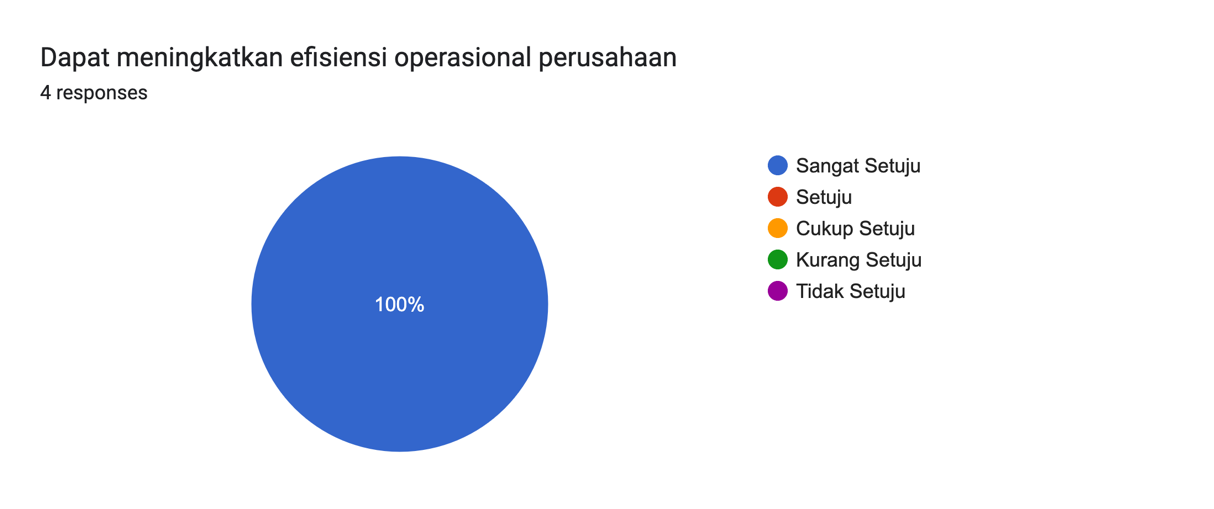 Dapat meningkatkan efisiensi operasional perusahaan
4 responses
100%
Sangat Setuju
Setuju
Cukup Setuju
Kurang Setuju
Tidak Setuju